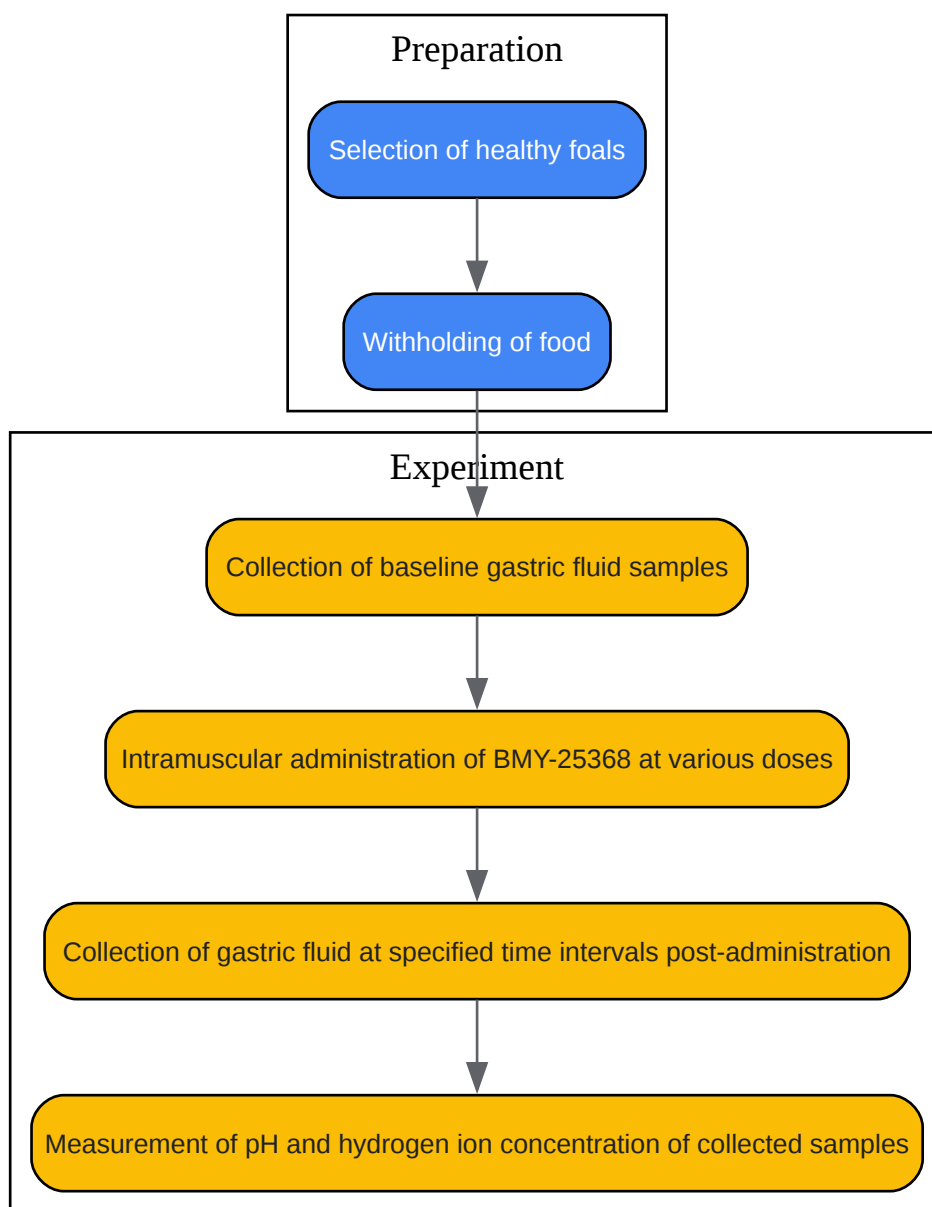 Preparation
Selection of healthy foals
Withholding of food
Experiment
Collection of baseline gastric fluid samples
Intramuscular administration of BMY-25368 at various doses
Collection of gastric fluid at specified time intervals post-administration
Measurement of pH and hydrogen ion concentration of collected samples